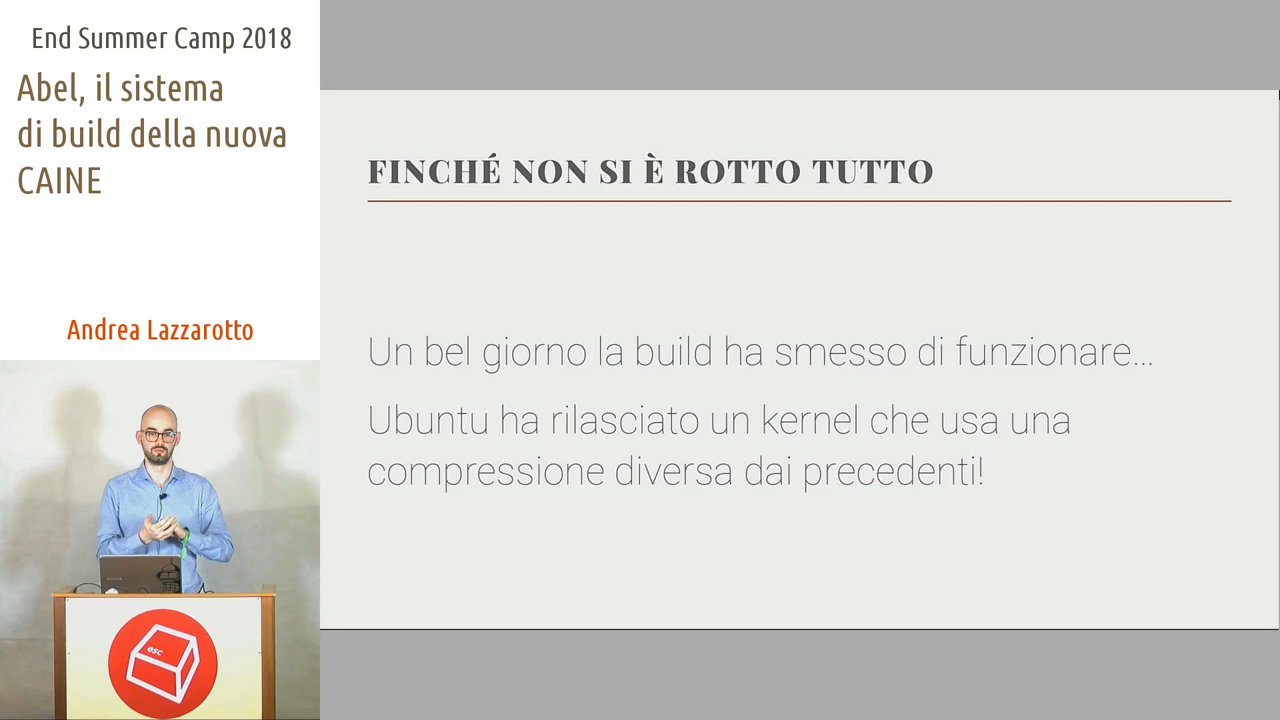 End Summer Camp 2018
Abel, il sistema
di build della nuova
CAINE
Andrea Lazzarotto
esc
FINCHÉ NON SI È ROTTO TUTTO
Un bel giorno la build ha smesso di funzionare...
Ubuntu ha rilasciato un kernel che usa una
compressione diversa dai precedenti!